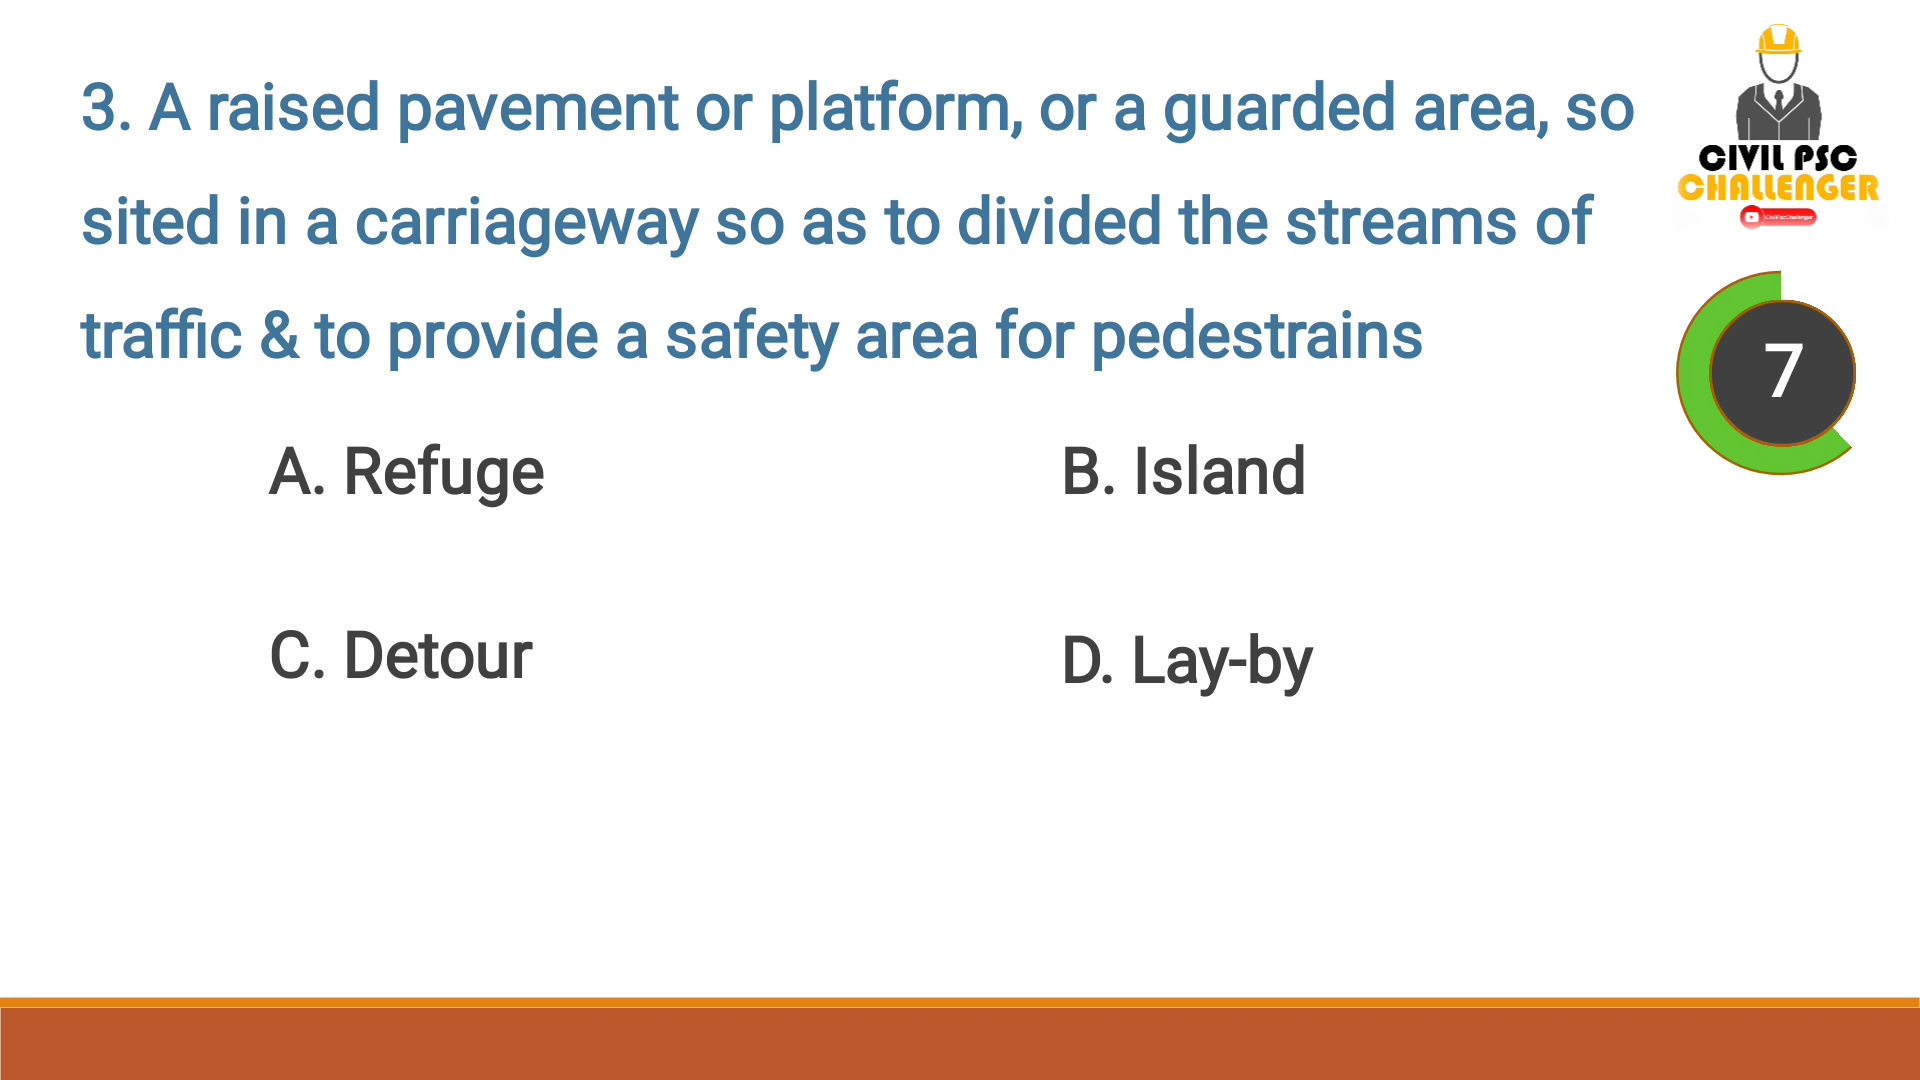 3. A raised pavement or platform, or a guarded area, so
sited in a carriageway so as to divided the streams of
traffic & to provide a safety area for pedestrains
CIVIL PSC
CHALLENGER
7
A. Refuge
B. Island
C. Detour
D. Lay-by